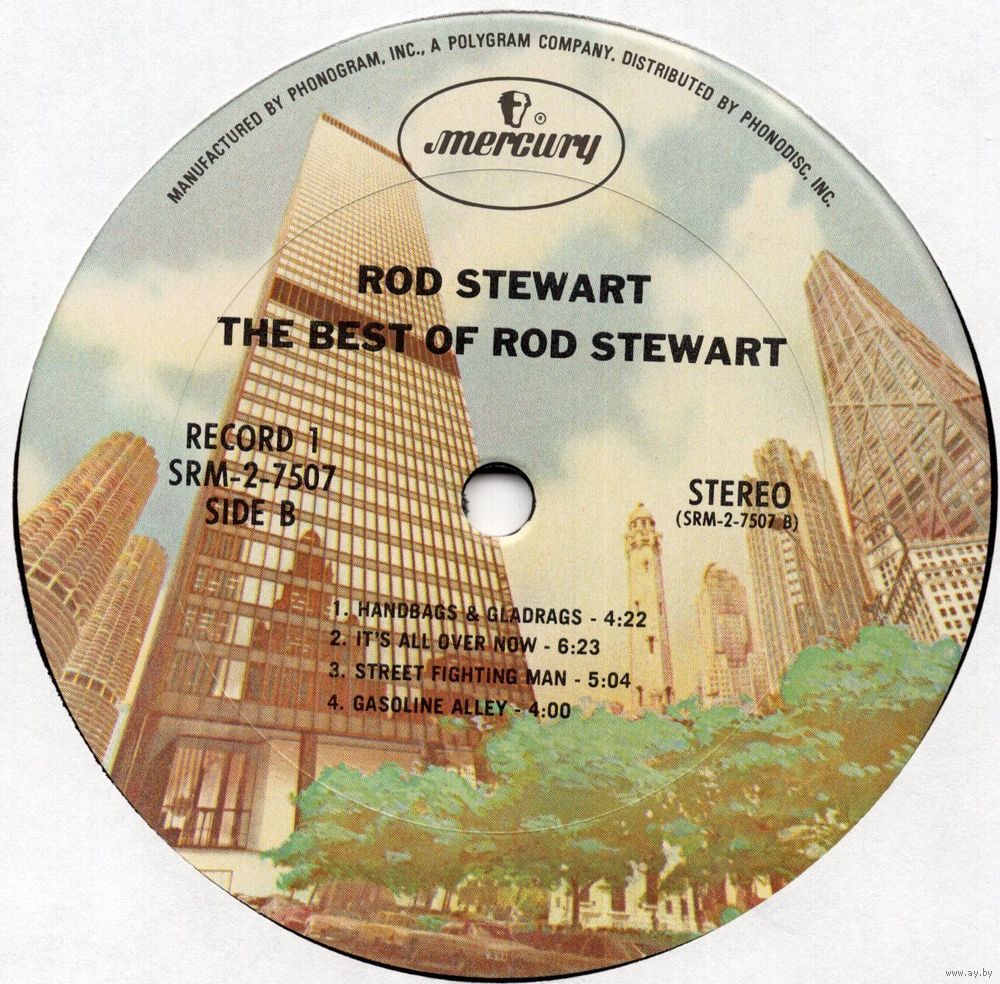 MANUFACTURED BY PHONOGRAM, INC., A POLYGRAM COMPANY. DISTRIBUTED BY PHONODISC, INC.
mercury ®
ROD STEWART
THE BEST OF ROD STEWART
RECORD 1
SRM-2-7507
SIDE B
STEREO
(SRM-2-7507 B)
1. HANDBAGS & GLADRAGS - 4:22
2. IT'S ALL OVER NOW - 6:23
3. STREET FIGHTING MAN - 5:04
4. GASOLINE ALLEY - 4:00
www.ay.by